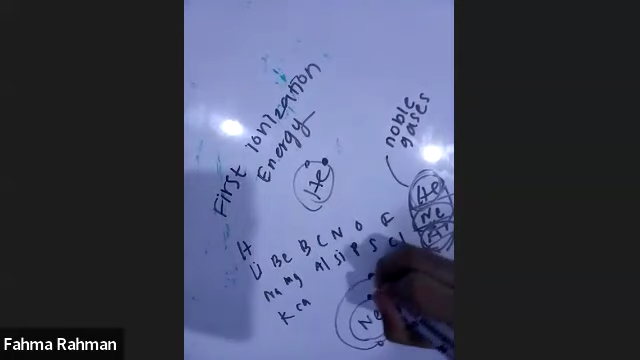 First ionization
Energy
He
noble
gases
He
Ne
Ar
H
Li Be B C N O F
Na Mg Al Si P S Cl
K Ca
Ne
Fahma Rahman